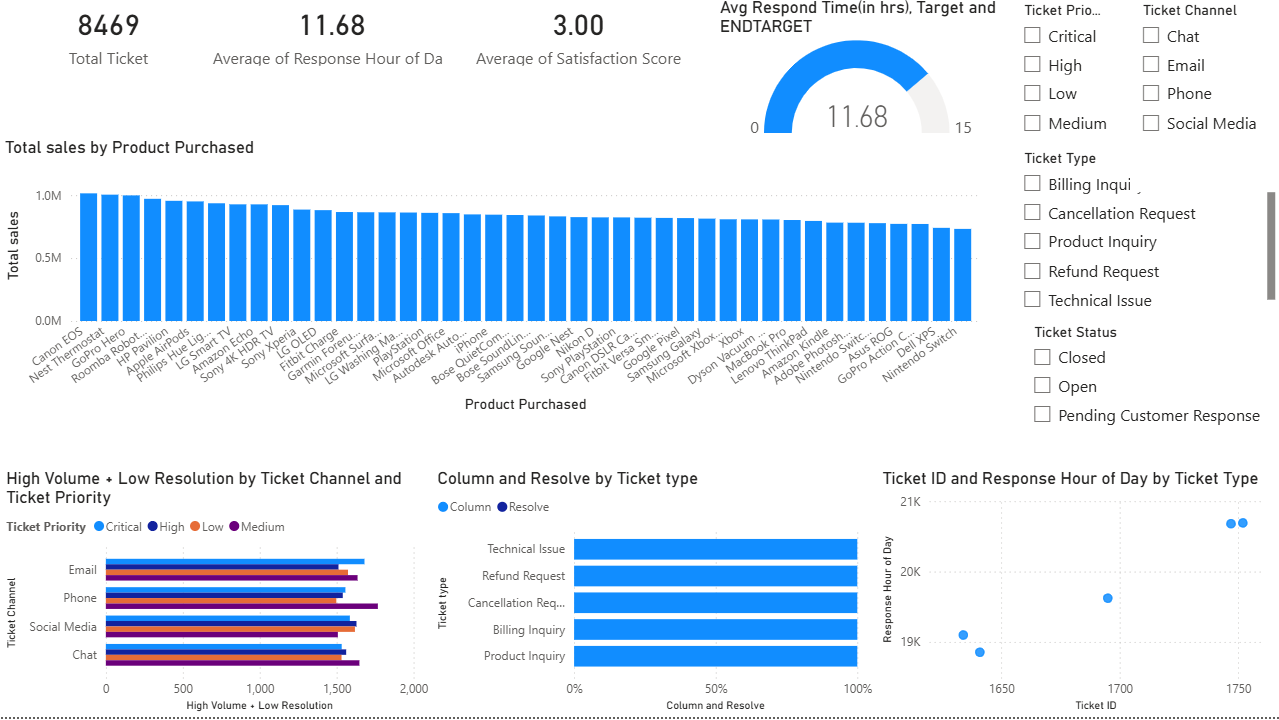 8469
Total Ticket
11.68
Average of Response Hour of Da
3.00
Average of Satisfaction Score
Avg Respond Time(in hrs), Target and
ENDTARGET
11.68
0
15
Ticket Prio...
Critical
High
Low
Medium
Ticket Channel
Chat
Email
Phone
Social Media
Ticket Type
Billing Inqui
Cancellation Request
Product Inquiry
Refund Request
Technical Issue
Ticket Status
Closed
Open
Pending Customer Response
Total sales by Product Purchased
Total sales
1.0M
0.5M
0.0M
Canon EOS
Nest Thermostat
GoPro Hero
Roomba Robot...
HP Pavilion
Apple AirPods
Philips Hue Lig...
LG Smart TV
Amazon Echo
Sony 4K HDR TV
Sony Xperia
LG OLED
Fitbit Charge
Garmin Foreru...
Microsoft Surfa...
LG Washing Ma...
PlayStation
Microsoft Office
Autodesk Auto...
iPhone
Bose QuietCom...
Bose SoundLin...
Samsung Soun...
Google Nest
Nikon D
Sony PlayStation
Canon DSLR Ca...
Fitbit Versa Sm...
Google Pixel
Samsung Galaxy
Microsoft Xbox...
Xbox
Dyson Vacuum ...
MacBook Pro
Lenovo ThinkPad
Amazon Kindle
Adobe Photosh...
Nintendo Switc...
Asus ROG
GoPro Action C...
Dell XPS
Nintendo Switch
Product Purchased
High Volume + Low Resolution by Ticket Channel and
Ticket Priority
Ticket Priority Critical High Low Medium
Ticket Channel
Email
Phone
Social Media
Chat
0 500 1,000 1,500 2,000
High Volume + Low Resolution
Column and Resolve by Ticket type
Column Resolve
Ticket type
Technical Issue
Refund Request
Cancellation Req...
Billing Inquiry
Product Inquiry
0% 50% 100%
Column and Resolve
Ticket ID and Response Hour of Day by Ticket Type
Response Hour of Day
21K
20K
19K
1650 1700 1750
Ticket ID